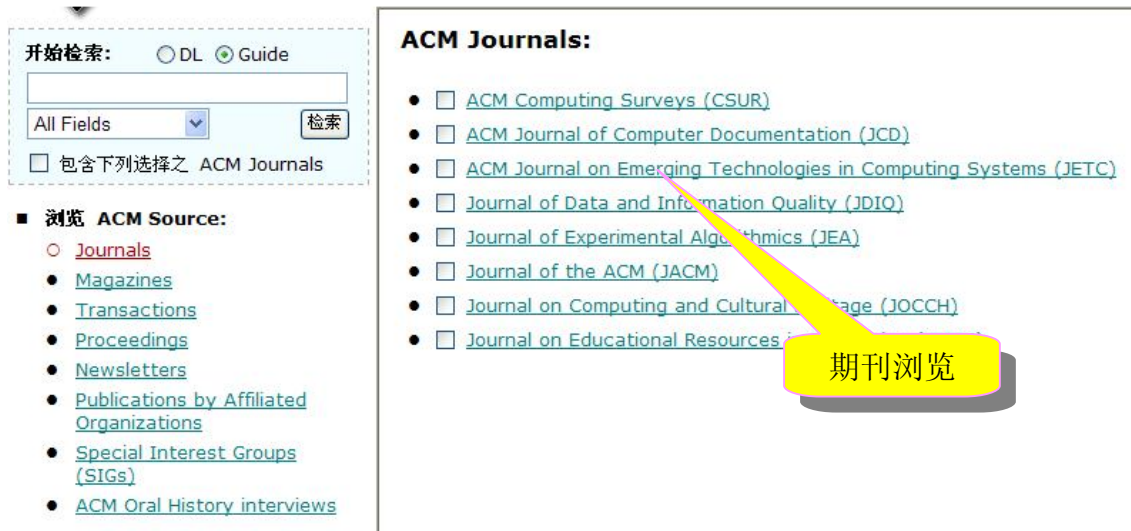 开始检索: DL Guide
All Fields 检索
包含下列选择之 ACM Journals
浏览 ACM Source:
Journals
Magazines
Transactions
Proceedings
Newsletters
Publications by Affiliated
Organizations
Special Interest Groups
(SIGs)
ACM Oral History interviews
ACM Journals:
ACM Computing Surveys (CSUR)
ACM Journal of Computer Documentation (JCD)
ACM Journal on Emerging Technologies in Computing Systems (JETC)
Journal of Data and Information Quality (JDIQ)
Journal of Experimental Algorithmics (JEA)
Journal of the ACM (JACM)
Journal on Computing and Cultural Heritage (JOCCH)
Journal on Educational Resources
期刊浏览